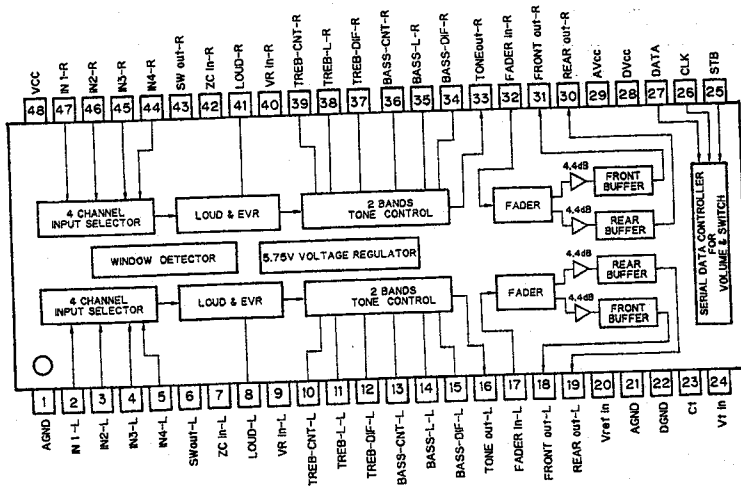 VCC
IN 1-R
IN2-R
IN3-R
IN4-R
SW out-R
ZC in-R
LOUD-R
VR in-R
TREB-CNT-R
TREB-L-R
TREB-DIF-R
BASS-CNT-R
BASS-L-R
BASS-DIF-R
TONEout-R
FADER in-R
FRONT out-R
REAR out-R
AVcc
DVcc
DATA
CLK
STB
48 47 46 45 44 43 42 41 40 39 38 37 36 35 34 33 32 31 30 29 28 27 26 25
4 CHANNEL
INPUT SELECTOR
LOUD & EVR
2 BANDS
TONE CONTROL
FADER
4.4dB
FRONT
BUFFER
4.4dB
REAR
BUFFER
WINDOW DETECTOR
5.75V VOLTAGE REGULATOR
4 CHANNEL
INPUT SELECTOR
LOUD & EVR
2 BANDS
TONE CONTROL
FADER
4.4dB
REAR
BUFFER
4.4dB
FRONT
BUFFER
SERIAL DATA CONTROLLER
FOR
VOLUME & SWITCH
1 2 3 4 5 6 7 8 9 10 11 12 13 14 15 16 17 18 19 20 21 22 23 24
AGND
IN 1-L
IN2-L
IN3-L
IN4-L
SWout-L
ZC in-L
LOUD-L
VR in-L
TREB-CNT-L
TREB-L-L
TREB-DIF-L
BASS-CNT-L
BASS-L-L
BASS-DIF-L
TONE out-L
FADER in-L
FRONT out-L
REAR out-L
Vref in
AGND
DGND
Ct
Vt in